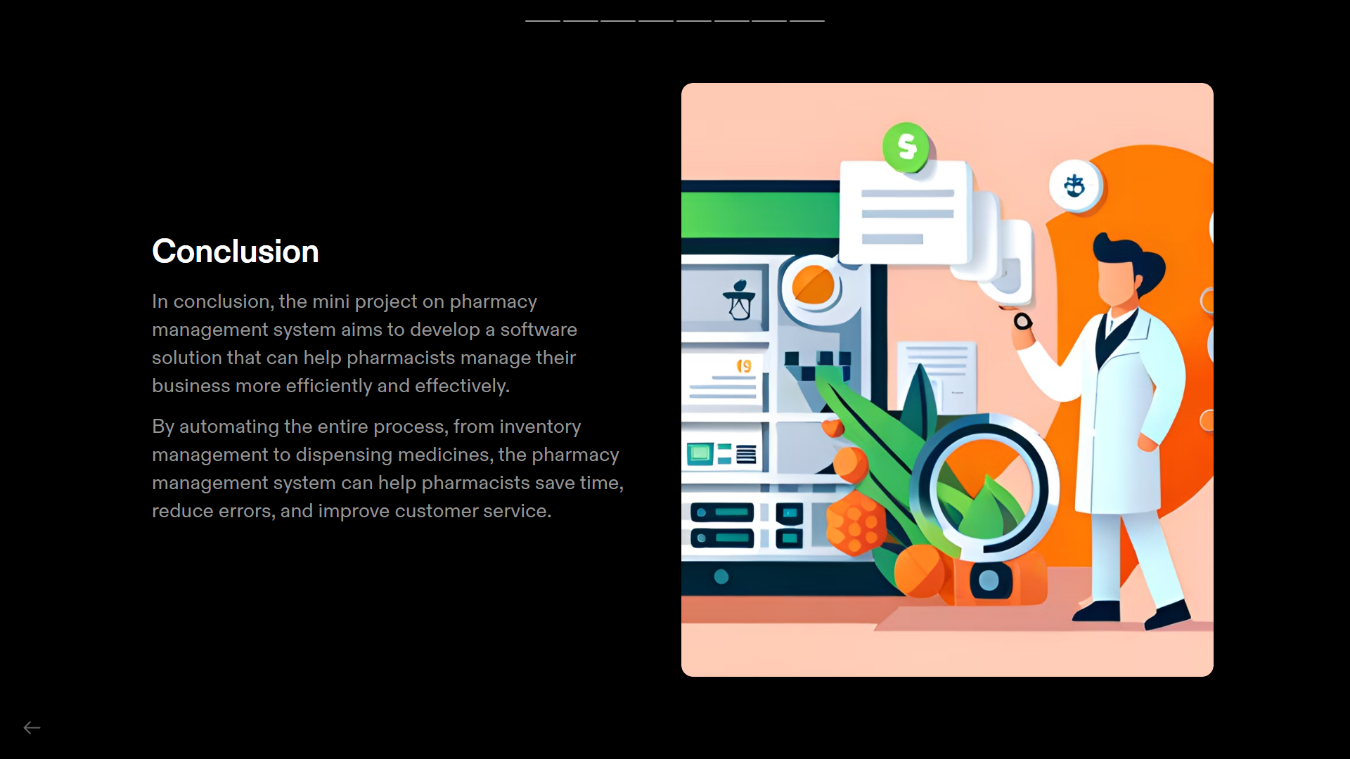 Conclusion
In conclusion, the mini project on pharmacy
management system aims to develop a software
solution that can help pharmacists manage their
business more efficiently and effectively.
By automating the entire process, from inventory
management to dispensing medicines, the pharmacy
management system can help pharmacists save time,
reduce errors, and improve customer service.